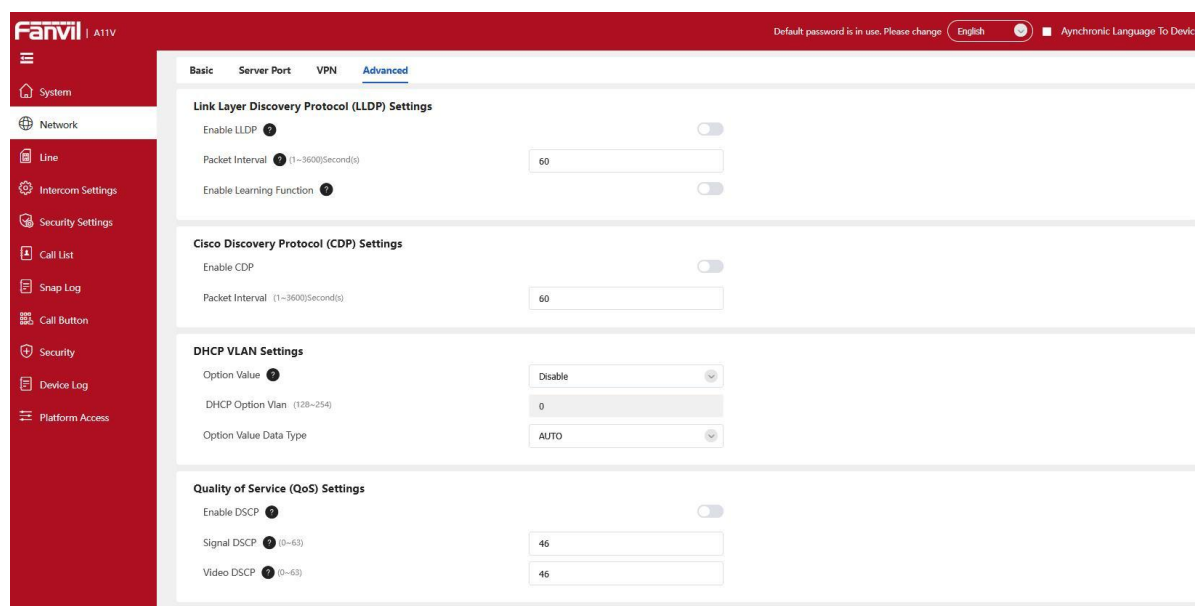 Fanvil | A11V
Default password is in use. Please change
English
Aynchronic Language To Devic
System
Network
Line
Intercom Settings
Security Settings
Call List
Snap Log
Call Button
Security
Device Log
Platform Access
Basic Server Port VPN Advanced
Link Layer Discovery Protocol (LLDP) Settings
Enable LLDP ?
Packet Interval ? (1~3600)Second(s) 60
Enable Learning Function ?
Cisco Discovery Protocol (CDP) Settings
Enable CDP
Packet Interval (1~3600)Second(s) 60
DHCP VLAN Settings
Option Value ? Disable
DHCP Option Vlan (128~254) 0
Option Value Data Type AUTO
Quality of Service (QoS) Settings
Enable DSCP ?
Signal DSCP ? (0~63) 46
Video DSCP ? (0~63) 46